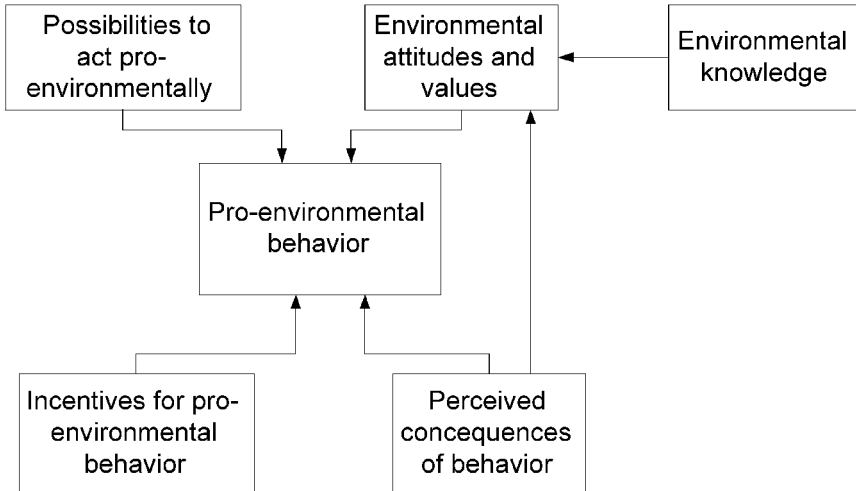 Possibilities to
act pro-
environmentally
Environmental
attitudes and
values
Environmental
knowledge
Pro-environmental
behavior
Incentives for pro-
environmental
behavior
Perceived
concequences
of behavior